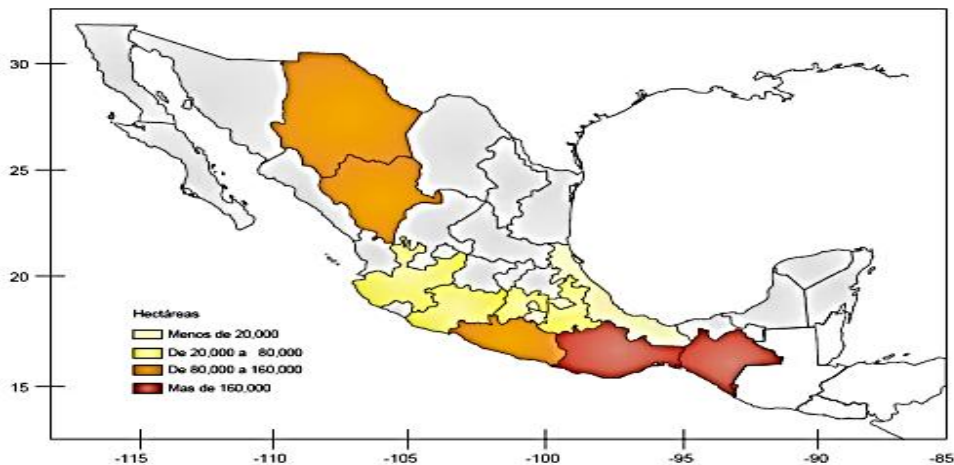 30
25
20
15
Hectáreas
Menos de 20,000
De 20,000 a 80,000
De 80,000 a 160,000
Mas de 160,000
-115 -110 -105 -100 -95 -90 -85